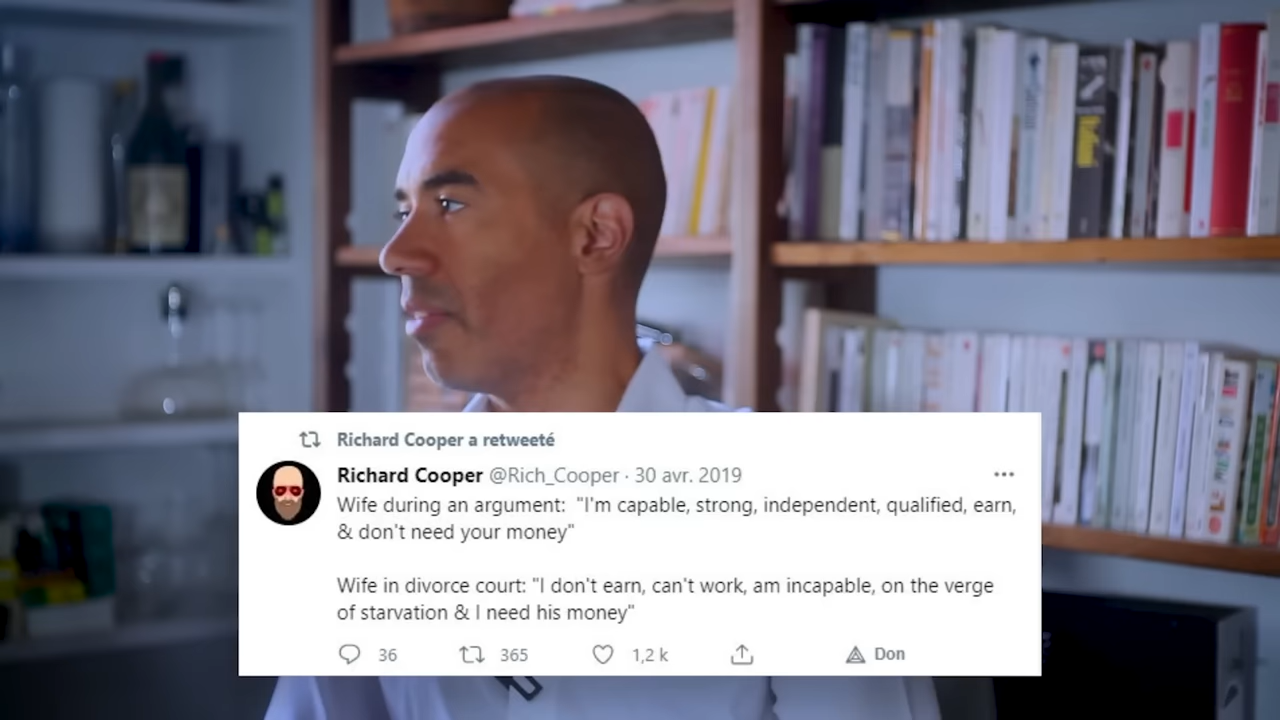 Richard Cooper a retweeté
Richard Cooper @Rich_Cooper · 30 avr. 2019
Wife during an argument: "I'm capable, strong, independent, qualified, earn,
& don't need your money"
Wife in divorce court: "I don't earn, can't work, am incapable, on the verge
of starvation & I need his money"
36 365 1,2 k Don